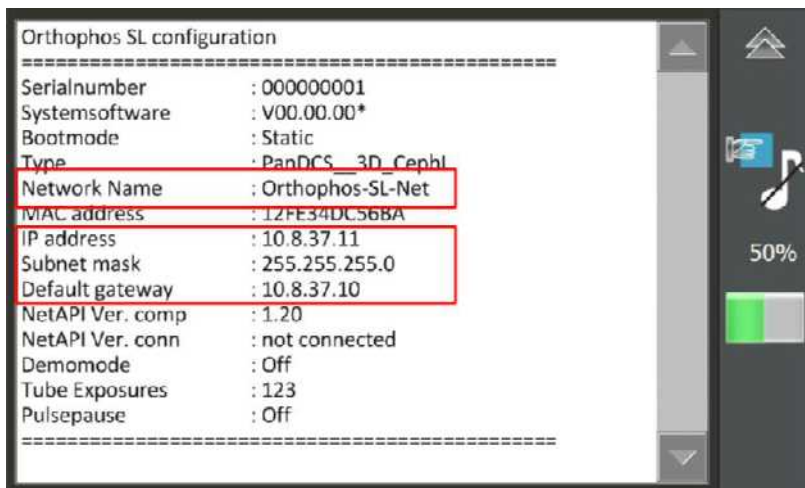 Orthophos SL configuration
===============================================
Serialnumber : 000000001
Systemsoftware : V00.00.00*
Bootmode : Static
Type : PanDCS__3D_CephL
Network Name : Orthophos-SL-Net
MAC address : 12FE34DC56BA
IP address : 10.8.37.11
Subnet mask : 255.255.255.0
Default gateway : 10.8.37.10
NetAPI Ver. comp : 1.20
NetAPI Ver. conn : not connected
Demomode : Off
Tube Exposures : 123
Pulsepause : Off
===============================================
50%